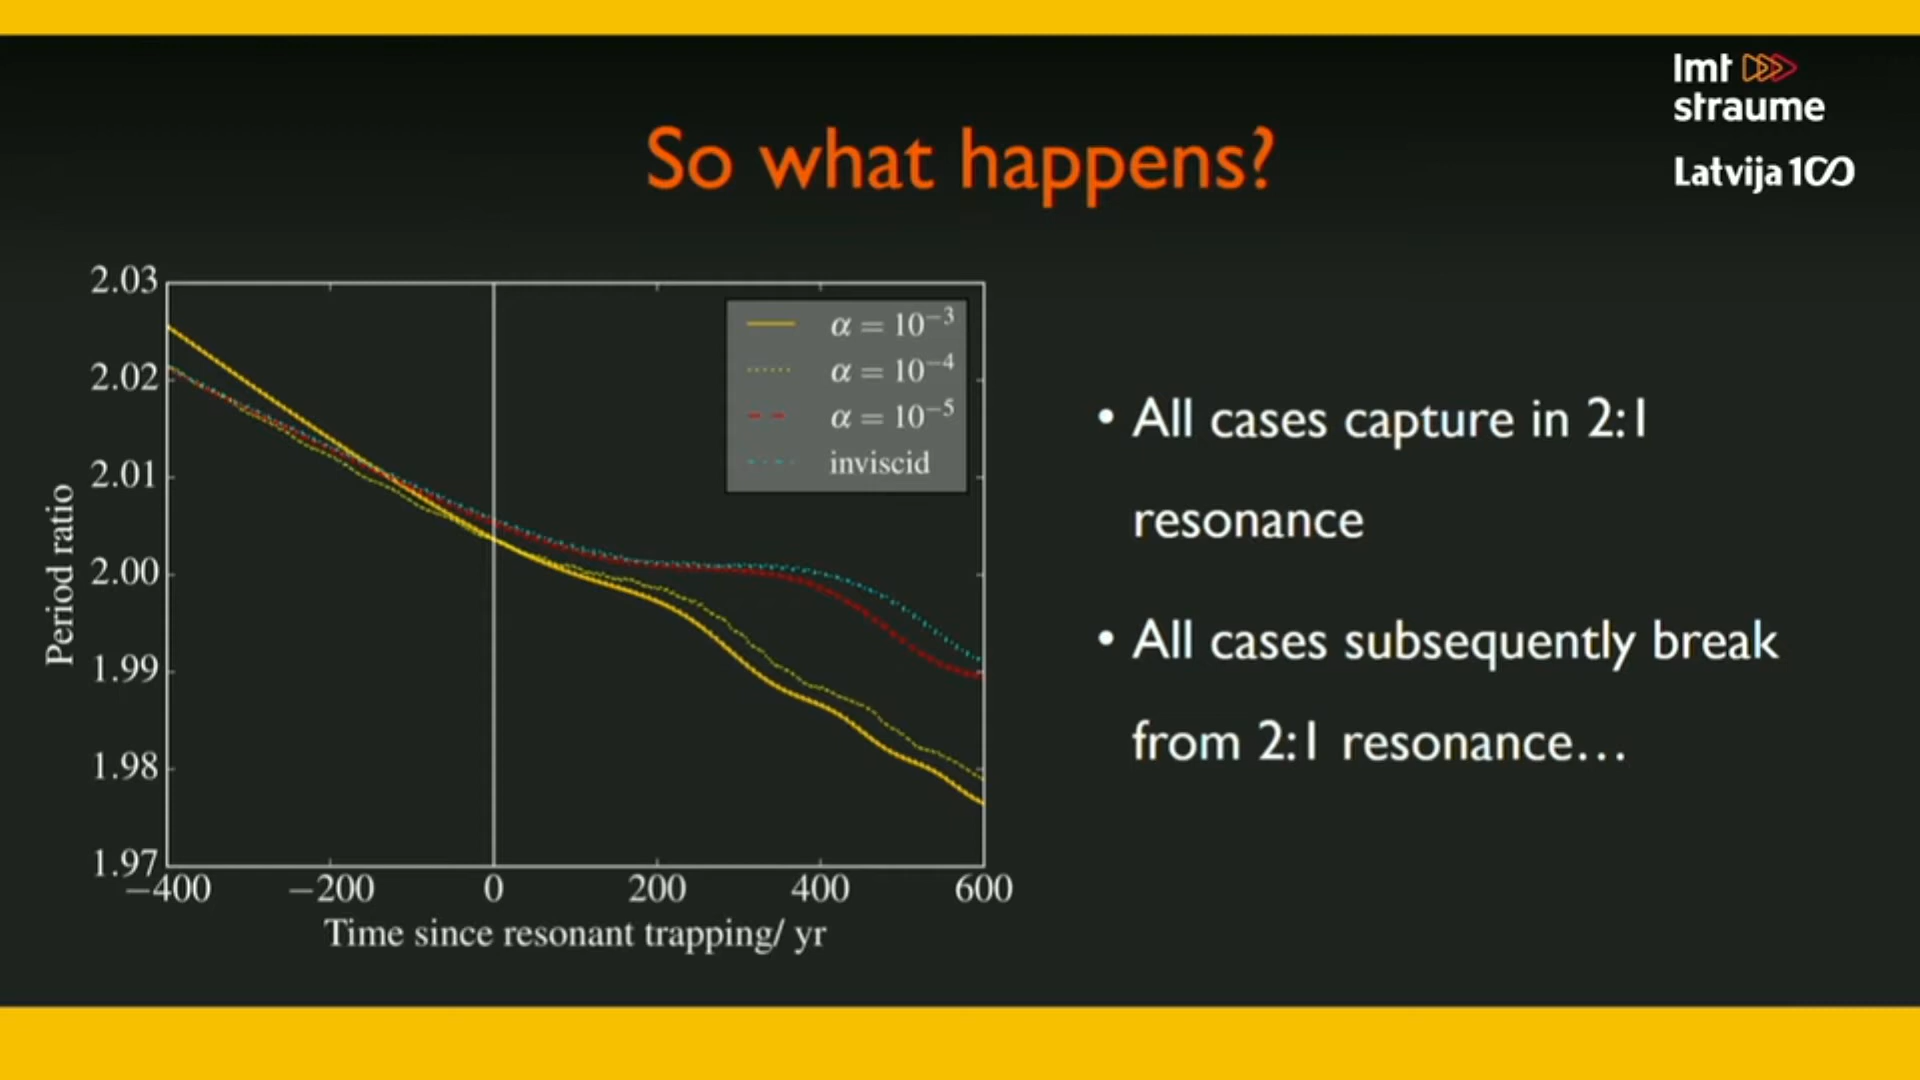 lmt
straume
Latvija 100
So what happens?
2.03
2.02
2.01
2.00
1.99
1.98
1.97
Period ratio
−400 −200 0 200 400 600
Time since resonant trapping/ yr
α = 10⁻³
α = 10⁻⁴
α = 10⁻⁵
inviscid
• All cases capture in 2:1
resonance
• All cases subsequently break
from 2:1 resonance…